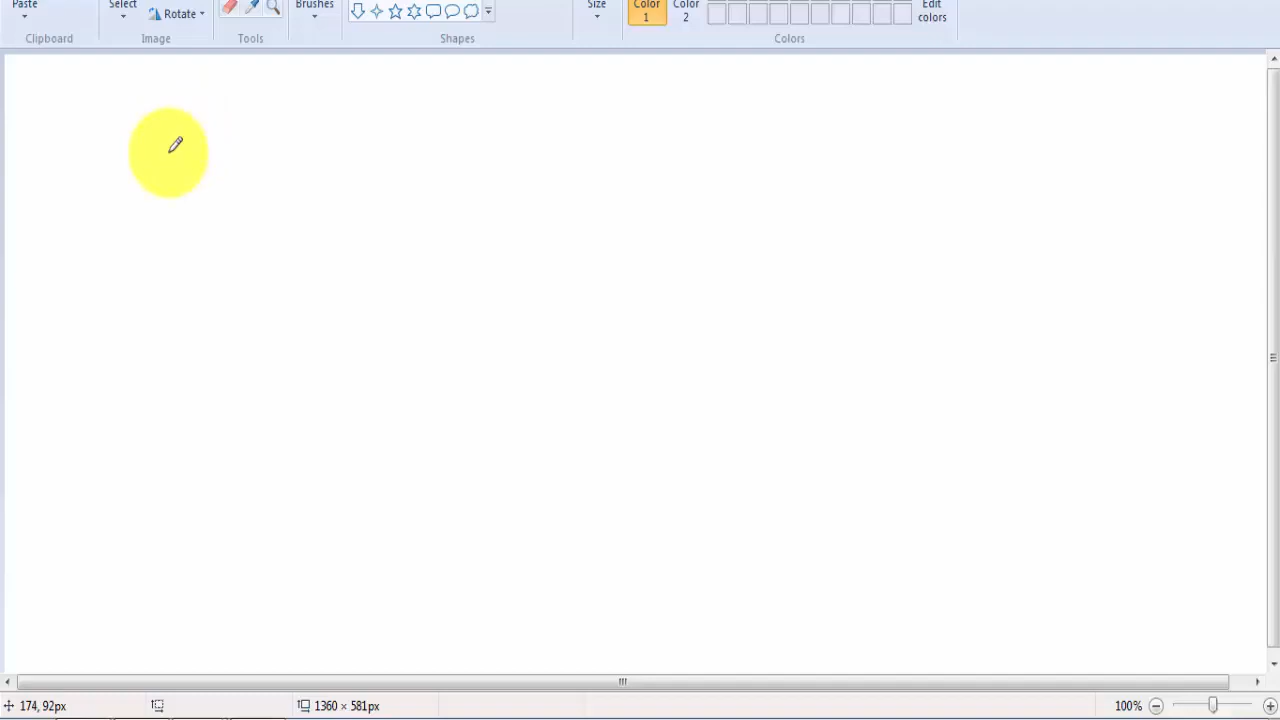 Paste Select Brushes Size Color Color Edit
Rotate 1 2 colors
Clipboard Image Tools Shapes Colors
174, 92px 1360 × 581px 100%